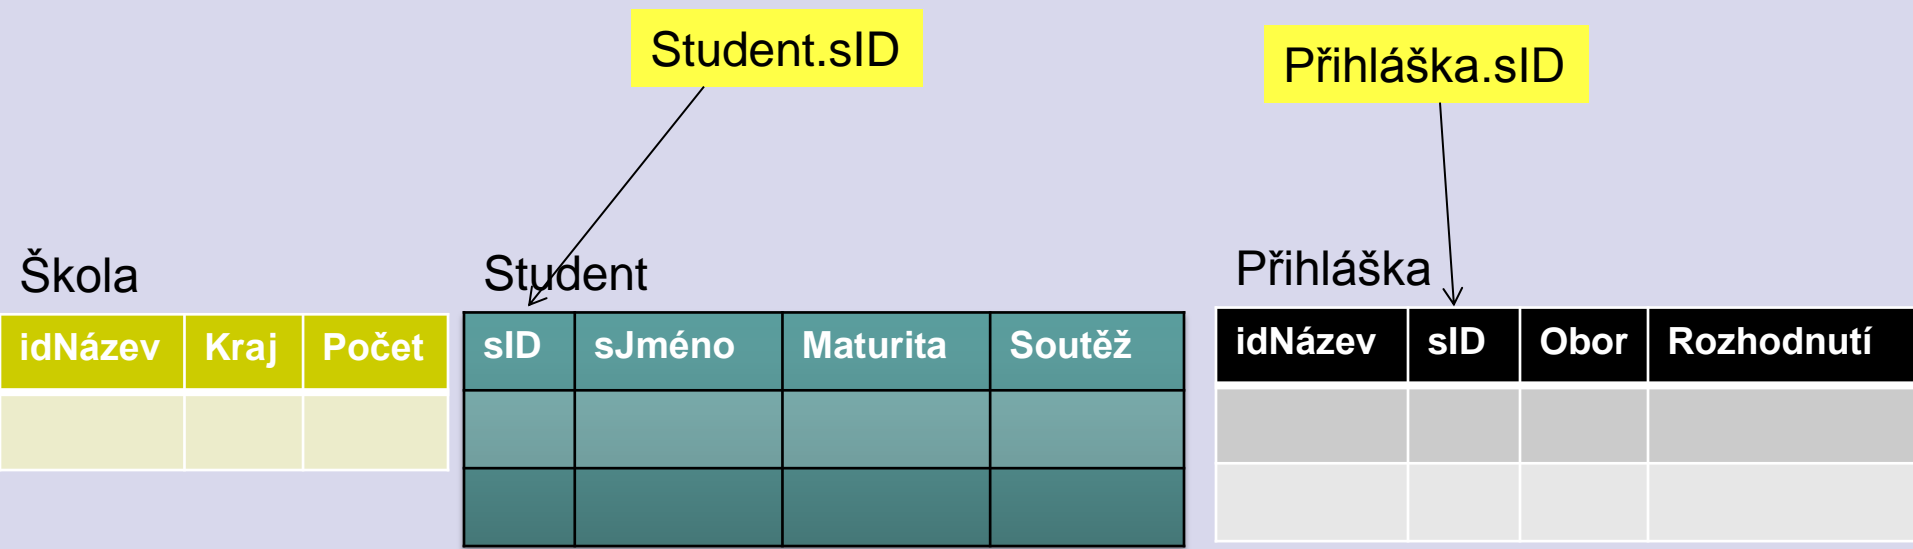 Student.sID
Přihláška.sID
Škola
Student
Přihláška
idNázev Kraj Počet
sID sJméno Maturita Soutěž
idNázev sID Obor Rozhodnutí